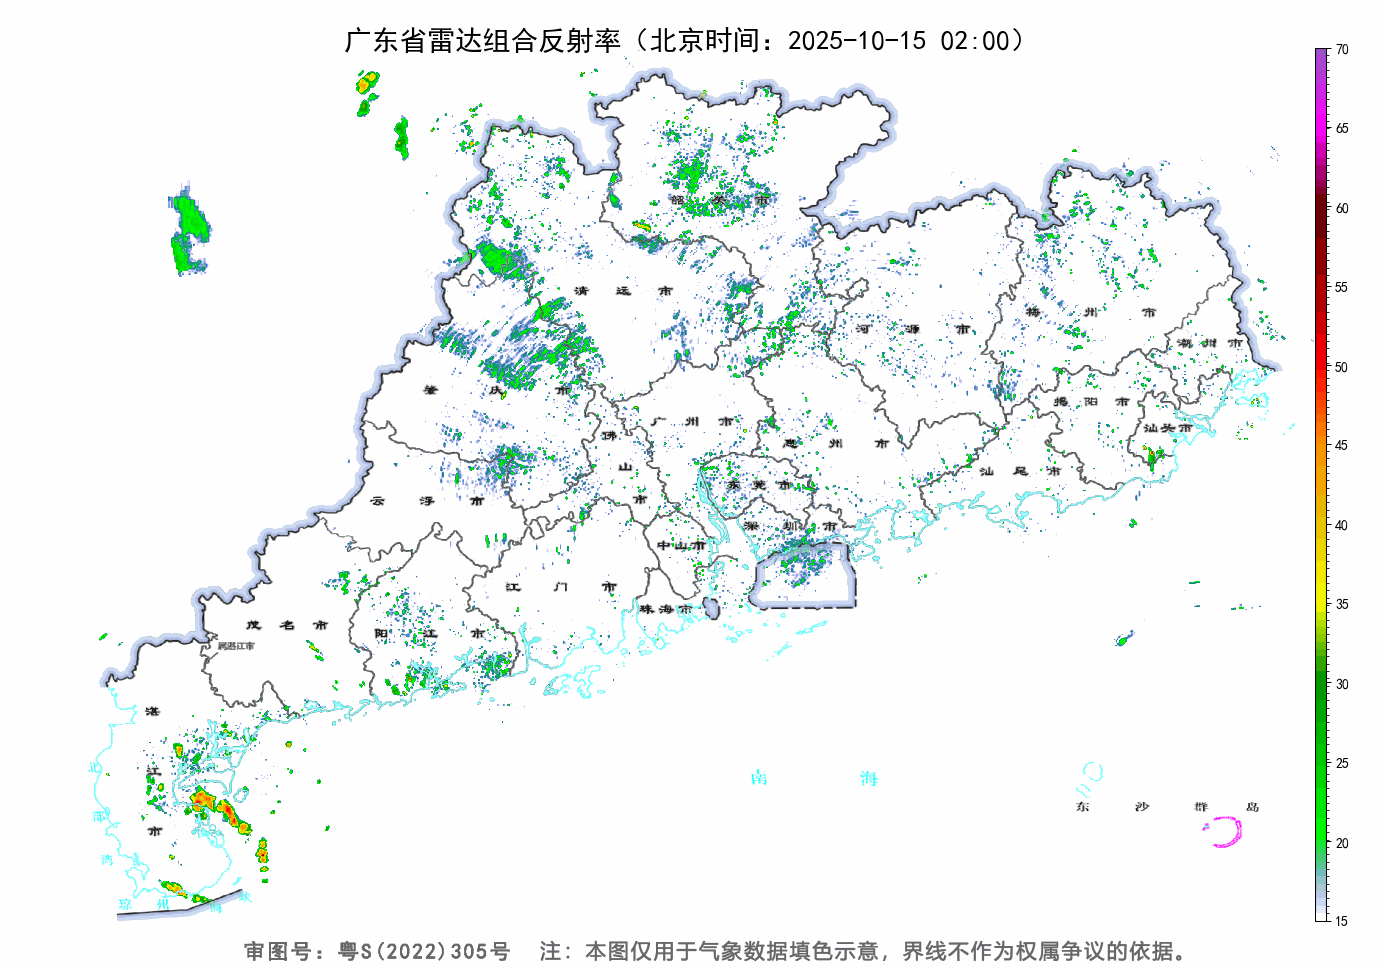 广东省雷达组合反射率（北京时间：2025-10-15 02:00）
70
65
60
55
50
45
40
35
30
25
20
15
韶 关 市
清 远 市
河 源 市
梅 州 市
潮 州 市
肇 庆 市
揭 阳 市
广 州 市
汕头市
佛 山 市
惠 州 市
汕 尾 市
东 莞 市
云 浮 市
深 圳 市
中山市
江 门 市
珠海市
茂 名 市
阳 江 市
属湛江市
湛 江 市
南 海
北 部 湾
东 沙 群 岛
琼 州 海 峡
审图号：粤S(2022)305号 注：本图仅用于气象数据填色示意，界线不作为权属争议的依据。